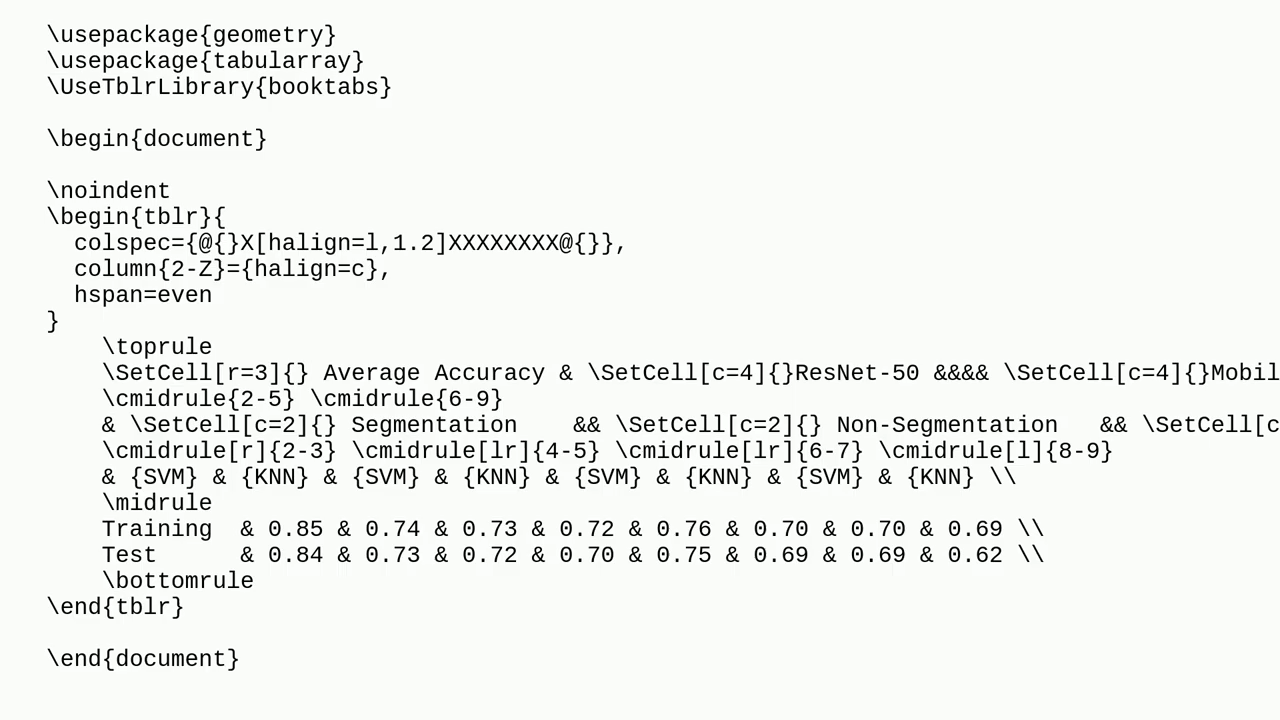 \usepackage{geometry}
\usepackage{tabularray}
\UseTblrLibrary{booktabs}
\begin{document}
\noindent
\begin{tblr}{
colspec={@{}X[halign=l,1.2]XXXXXXXX@{}},
column{2-Z}={halign=c},
hspan=even
}
\toprule
\SetCell[r=3]{} Average Accuracy & \SetCell[c=4]{}ResNet-50 &&&& \SetCell[c=4]{}Mobil
\cmidrule{2-5} \cmidrule{6-9}
& \SetCell[c=2]{} Segmentation && \SetCell[c=2]{} Non-Segmentation && \SetCell[c
\cmidrule[r]{2-3} \cmidrule[lr]{4-5} \cmidrule[lr]{6-7} \cmidrule[l]{8-9}
& {SVM} & {KNN} & {SVM} & {KNN} & {SVM} & {KNN} & {SVM} & {KNN} \\
\midrule
Training & 0.85 & 0.74 & 0.73 & 0.72 & 0.76 & 0.70 & 0.70 & 0.69 \\
Test & 0.84 & 0.73 & 0.72 & 0.70 & 0.75 & 0.69 & 0.69 & 0.62 \\
\bottomrule
\end{tblr}
\end{document}